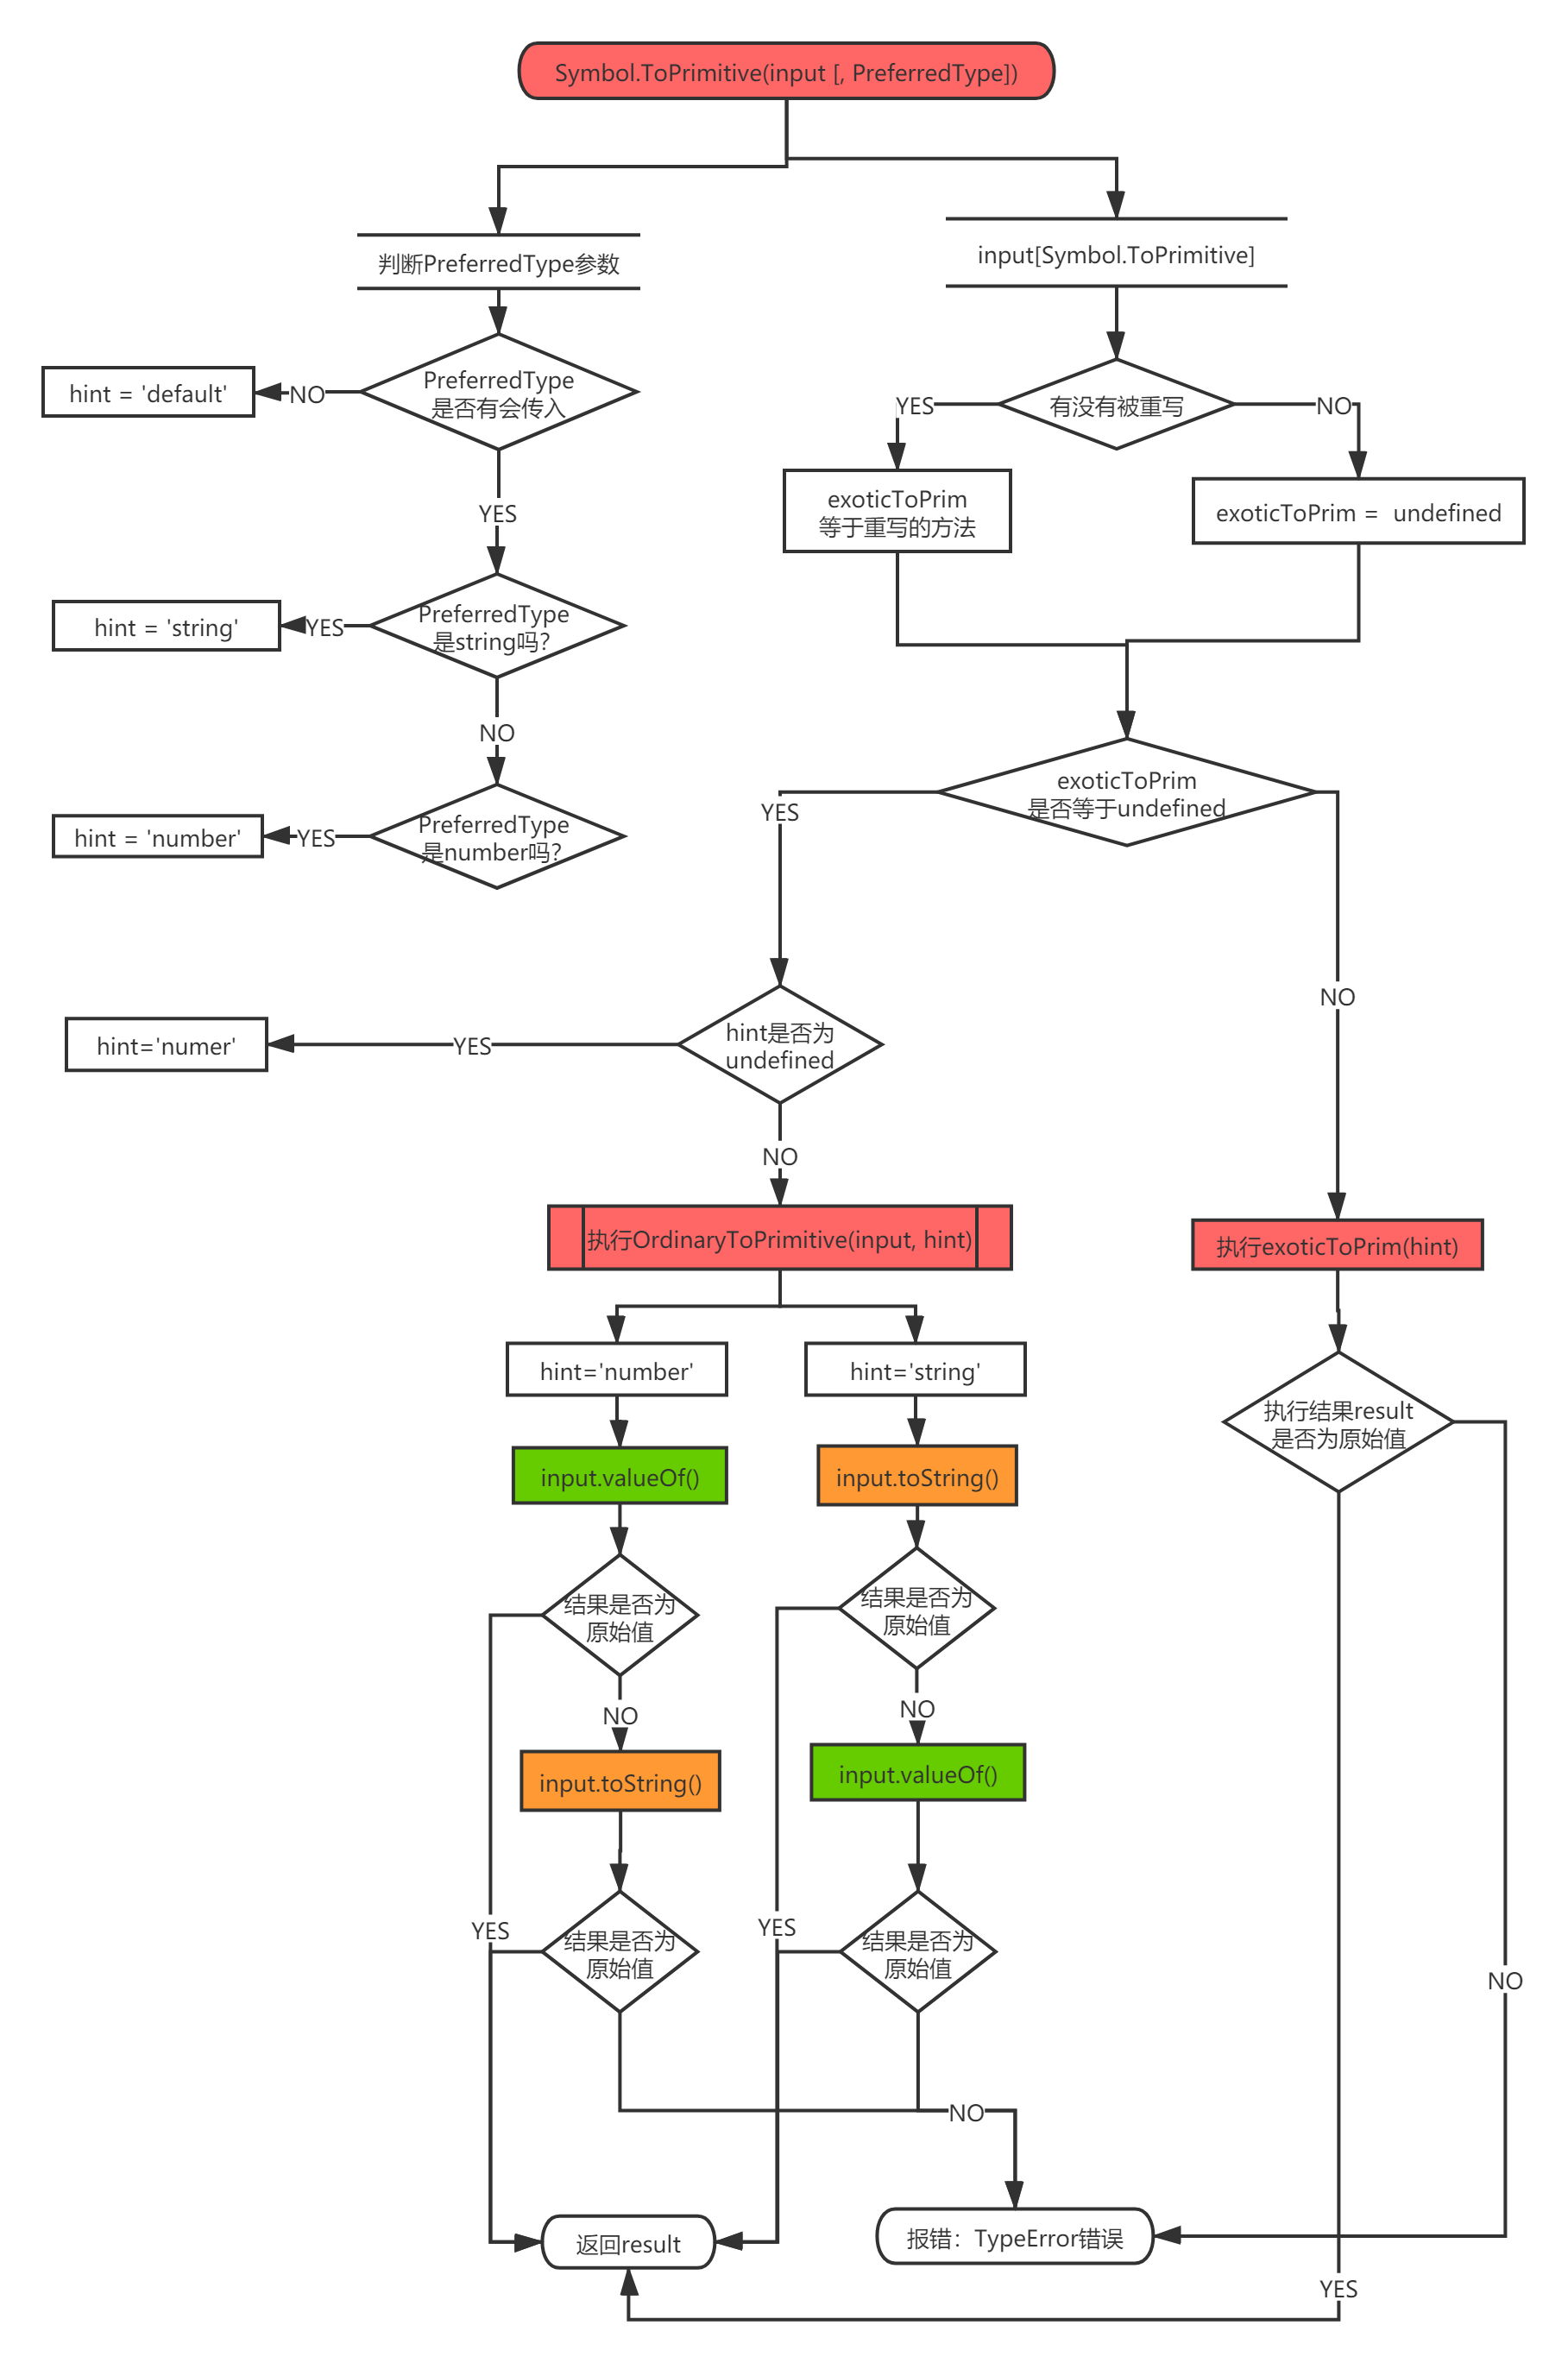 Symbol.ToPrimitive(input [, PreferredType])
判断PreferredType参数
input[Symbol.ToPrimitive]
PreferredType
是否有会传入
NO
hint = 'default'
有没有被重写
YES
NO
exoticToPrim
等于重写的方法
exoticToPrim =  undefined
YES
PreferredType
是string吗?
YES
hint = 'string'
NO
PreferredType
是number吗?
YES
hint = 'number'
exoticToPrim
是否等于undefined
YES
NO
hint是否为
undefined
YES
hint='numer'
NO
执行OrdinaryToPrimitive(input, hint)
执行exoticToPrim(hint)
hint='number'
hint='string'
执行结果result
是否为原始值
input.valueOf()
input.toString()
结果是否为
原始值
结果是否为
原始值
NO
NO
input.toString()
input.valueOf()
YES
结果是否为
原始值
YES
结果是否为
原始值
NO
NO
返回result
报错：TypeError错误
YES